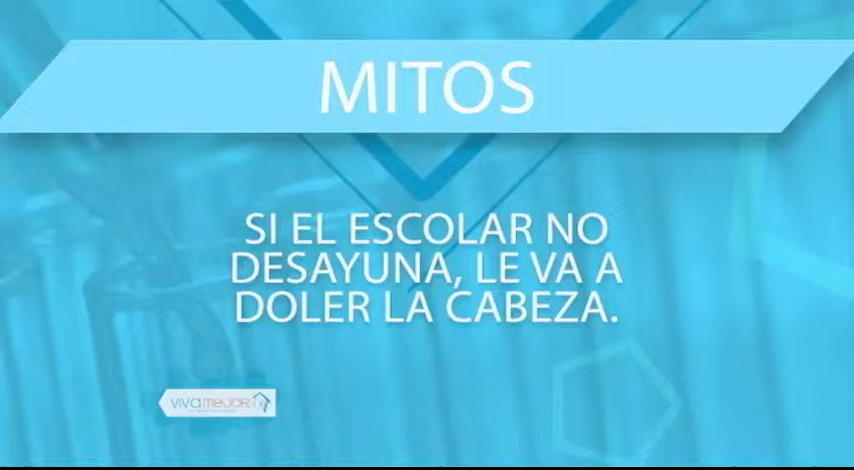 MITOS
SI EL ESCOLAR NO
DESAYUNA, LE VA A
DOLER LA CABEZA.
vivamejor